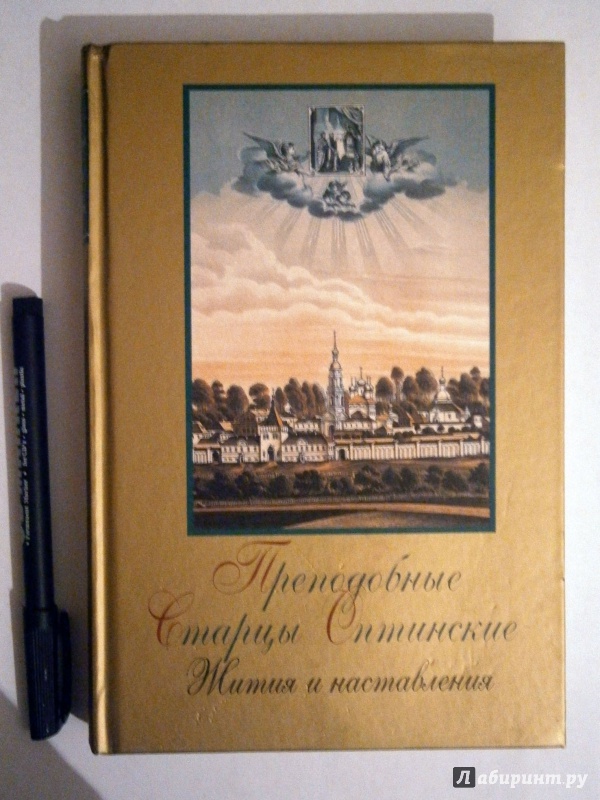 Преподобные
Старцы Оптинские
Жития и наставления
Лабиринт.ру